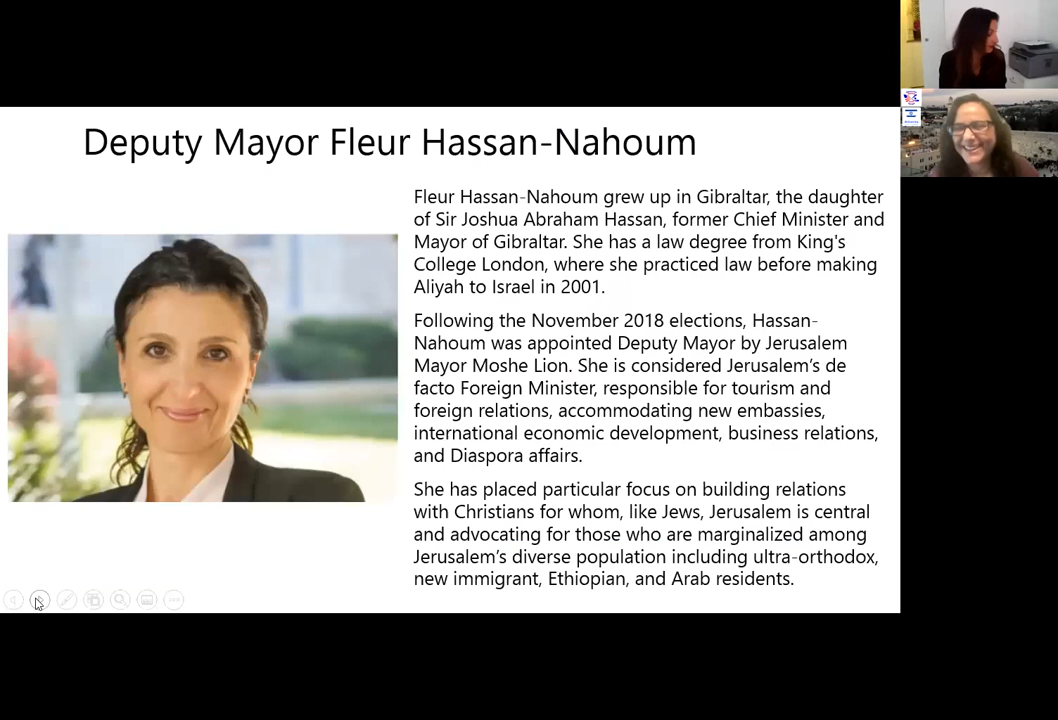 Deputy Mayor Fleur Hassan-Nahoum
Fleur Hassan-Nahoum grew up in Gibraltar, the daughter
of Sir Joshua Abraham Hassan, former Chief Minister and
Mayor of Gibraltar. She has a law degree from King's
College London, where she practiced law before making
Aliyah to Israel in 2001.
Following the November 2018 elections, Hassan-
Nahoum was appointed Deputy Mayor by Jerusalem
Mayor Moshe Lion. She is considered Jerusalem’s de
facto Foreign Minister, responsible for tourism and
foreign relations, accommodating new embassies,
international economic development, business relations,
and Diaspora affairs.
She has placed particular focus on building relations
with Christians for whom, like Jews, Jerusalem is central
and advocating for those who are marginalized among
Jerusalem’s diverse population including ultra-orthodox,
new immigrant, Ethiopian, and Arab residents.